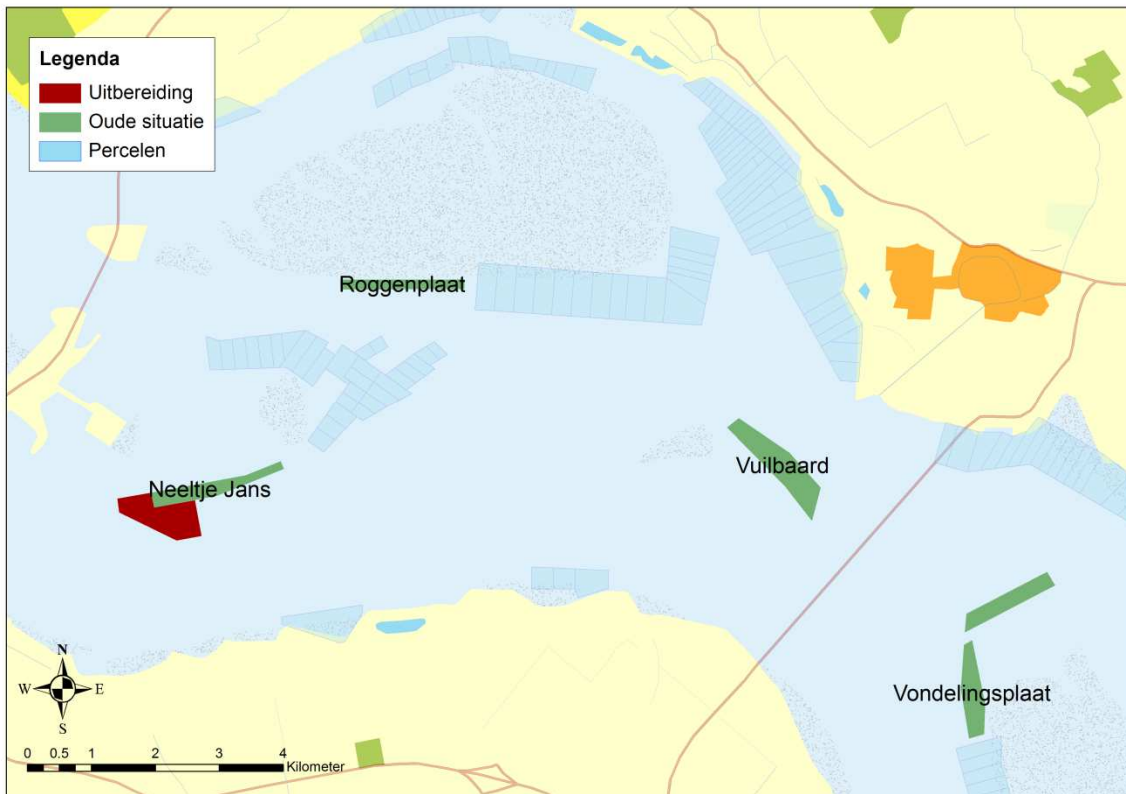 Legenda
Uitbereiding
Oude situatie
Percelen
Roggenplaat
Vuilbaard
Neeltje Jans
Vondelingsplaat
N
W E
S
0 0.5 1 2 3 4
Kilometer